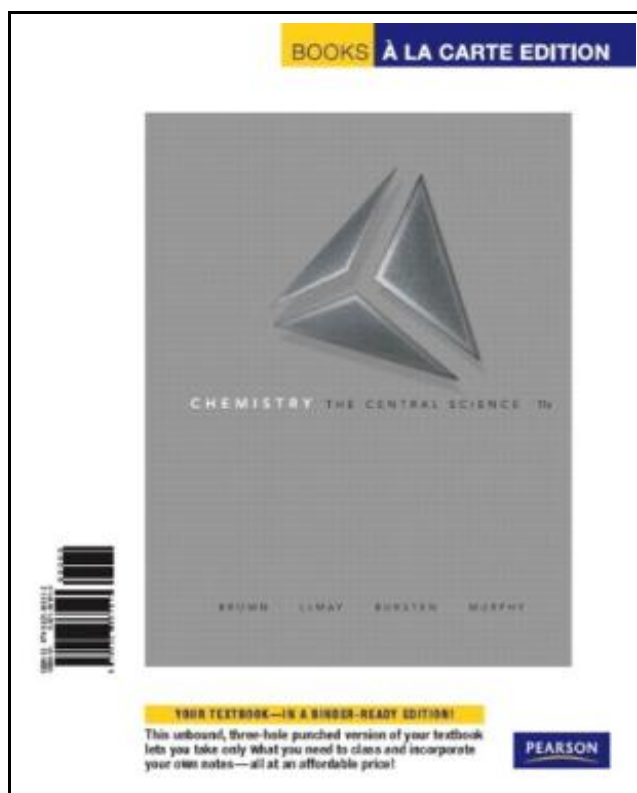 BOOKS À LA CARTE EDITION
CHEMISTRY THE CENTRAL SCIENCE 11e
BROWN LEMAY BURSTEN MURPHY
YOUR TEXTBOOK—IN A BINDER-READY EDITION!
This unbound, three-hole punched version of your textbook
lets you take only what you need to class and incorporate
your own notes—all at an affordable price!
PEARSON